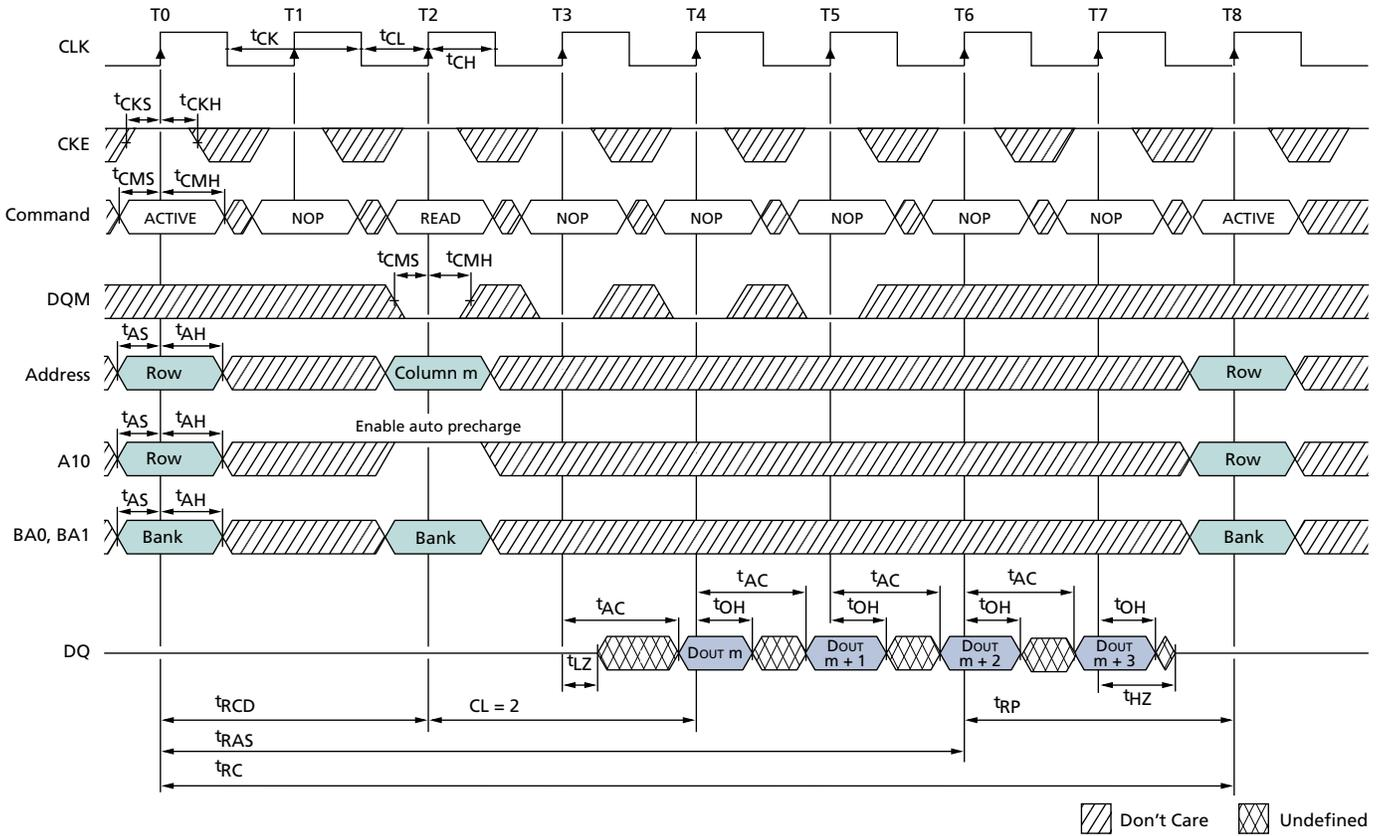 T0 T1 T2 T3 T4 T5 T6 T7 T8
CLK
tCK tCL
tCH
tCKS tCKH
CKE
tCMS tCMH
Command ACTIVE NOP READ NOP NOP NOP NOP NOP ACTIVE
tCMS tCMH
DQM
tAS tAH
Address Row Column m Row
tAS tAH Enable auto precharge
A10 Row Row
tAS tAH
BA0, BA1 Bank Bank Bank
tAC tAC tAC
tAC tOH tOH tOH tOH
DQ DOUT m DOUT m + 1 DOUT m + 2 DOUT m + 3
tLZ tHZ
tRCD CL = 2 tRP
tRAS
tRC
Don't Care Undefined